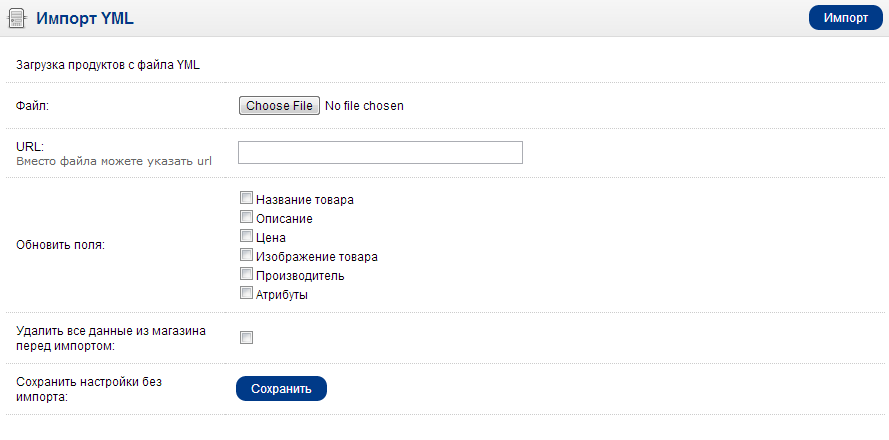 Импорт YML
Импорт
Загрузка продуктов с файла YML
Файл:
Choose File No file chosen
URL:
Вместо файла можете указать url
Обновить поля:
Название товара
Описание
Цена
Изображение товара
Производитель
Атрибуты
Удалить все данные из магазина
перед импортом:
Сохранить настройки без
импорта:
Сохранить